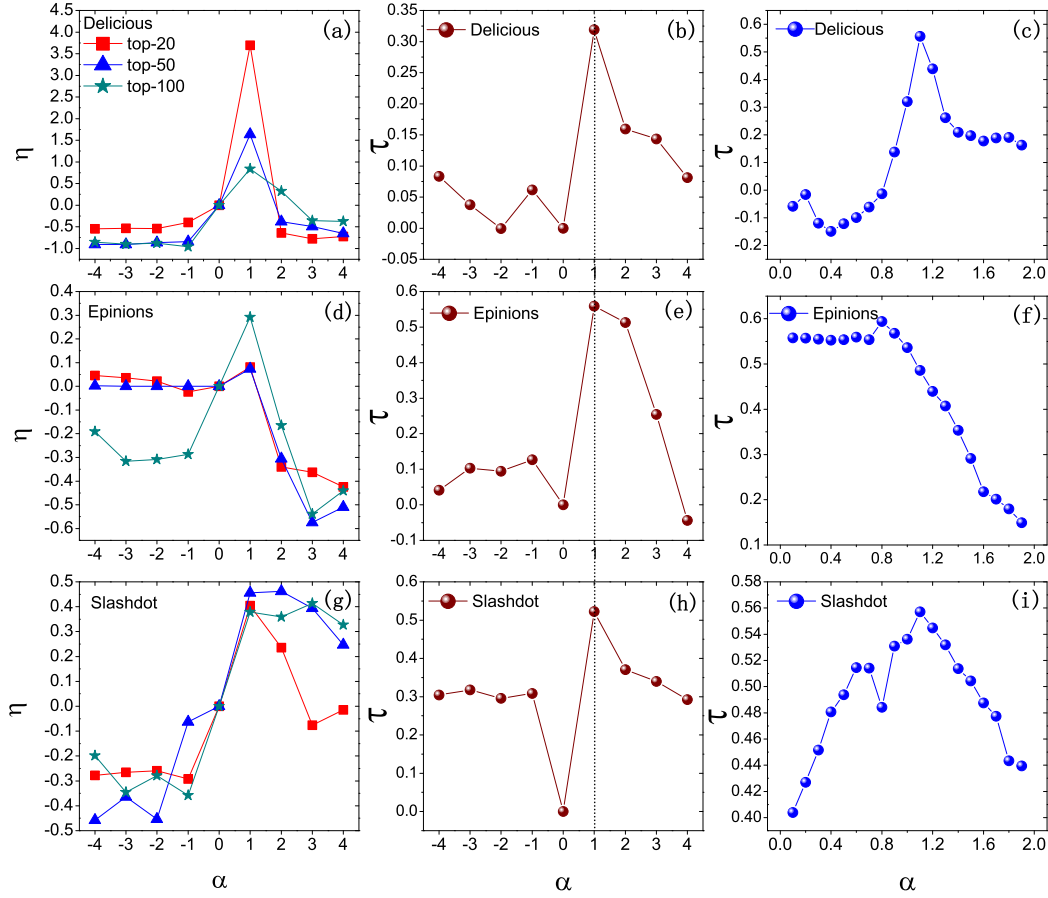 Delicious
top-20
top-50
top-100
(a)
4.5
4.0
3.5
3.0
2.5
2.0
1.5
1.0
0.5
0.0
-0.5
-1.0
η
-4 -3 -2 -1 0 1 2 3 4
Delicious
(b)
0.35
0.30
0.25
0.20
0.15
0.10
0.05
0.00
0.05
τ
-4 -3 -2 -1 0 1 2 3 4
Delicious
(c)
0.6
0.5
0.4
0.3
0.2
0.1
0.0
-0.1
-0.2
τ
0.0 0.4 0.8 1.2 1.6 2.0
Epinions
(d)
0.4
0.3
0.2
0.1
0.0
-0.1
-0.2
-0.3
-0.4
-0.5
-0.6
η
-4 -3 -2 -1 0 1 2 3 4
Epinions
(e)
0.6
0.5
0.4
0.3
0.2
0.1
0.0
-0.1
τ
-4 -3 -2 -1 0 1 2 3 4
Epinions
(f)
0.6
0.5
0.4
0.3
0.2
0.1
τ
0.0 0.4 0.8 1.2 1.6 2.0
Slashdot
(g)
0.5
0.4
0.3
0.2
0.1
0.0
-0.1
-0.2
-0.3
-0.4
-0.5
η
-4 -3 -2 -1 0 1 2 3 4
α
Slashdot
(h)
0.6
0.5
0.4
0.3
0.2
0.1
0.0
τ
-4 -3 -2 -1 0 1 2 3 4
α
Slashdot
(i)
0.58
0.56
0.54
0.52
0.50
0.48
0.46
0.44
0.42
0.40
τ
0.0 0.4 0.8 1.2 1.6 2.0
α